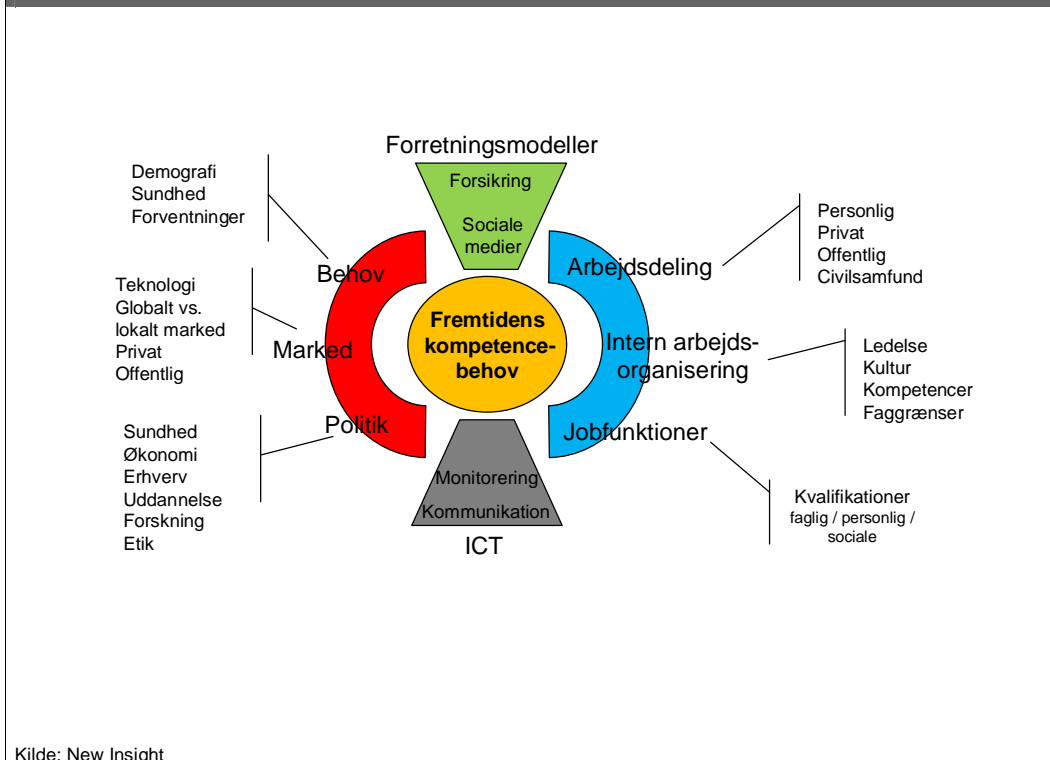 Forretningsmodeller
Forsikring
Sociale
medier
Demografi
Sundhed
Forventninger
Behov
Teknologi
Globalt vs.
lokalt marked
Privat
Offentlig
Marked
Sundhed
Økonomi
Erhverv
Uddannelse
Forskning
Etik
Politik
Fremtidens
kompetence-
behov
Arbejdsdeling
Personlig
Privat
Offentlig
Civilsamfund
Intern arbejds-
organisering
Ledelse
Kultur
Kompetencer
Faggrænser
Jobfunktioner
Kvalifikationer
faglig / personlig /
sociale
Monitorering
Kommunikation
ICT
Kilde: New Insight